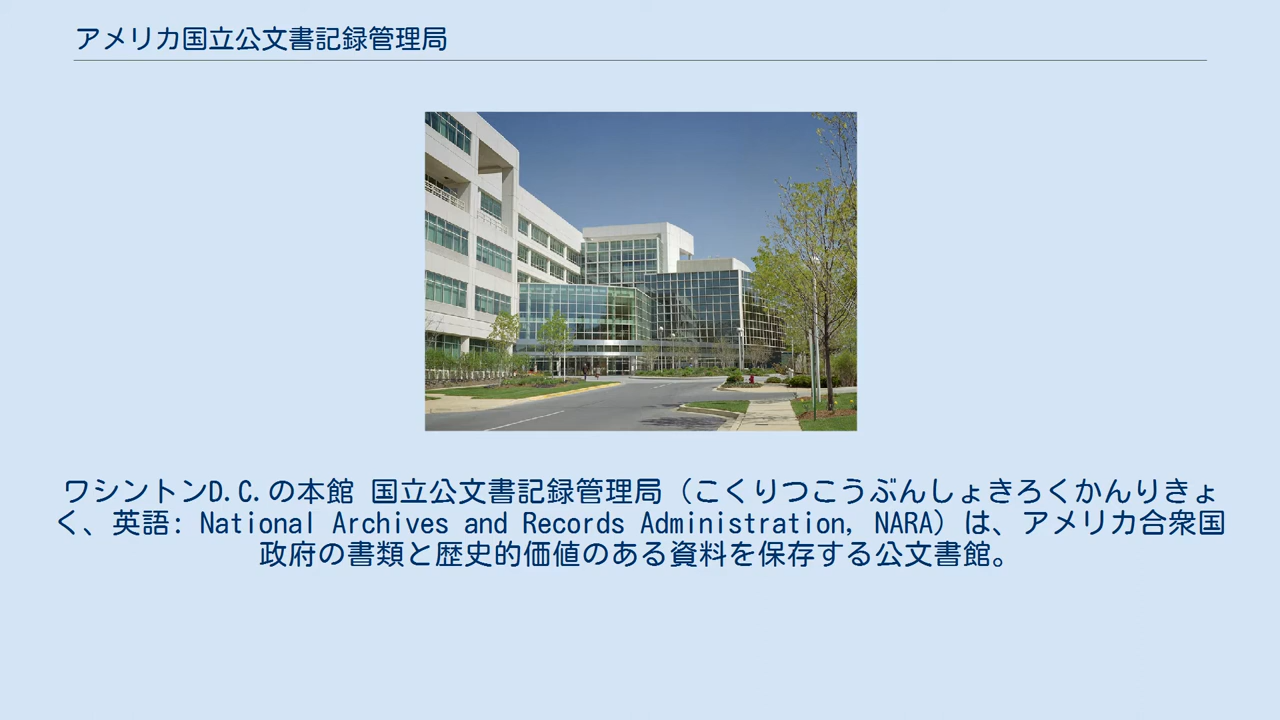 アメリカ国立公文書記録管理局
ワシントンD.C.の本館 国立公文書記録管理局（こくりつこうぶんしょきろくかんりきょ
く、英語: National Archives and Records Administration, NARA）は、アメリカ合衆国
政府の書類と歴史的価値のある資料を保存する公文書館。